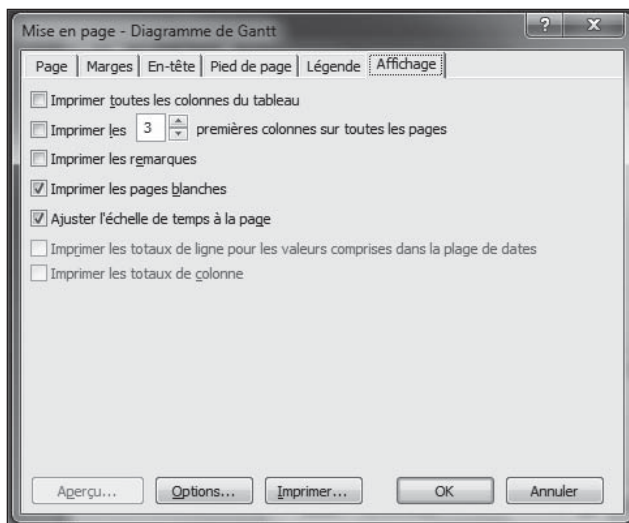 Mise en page - Diagramme de Gantt
Page Marges En-tête Pied de page Légende Affichage
Imprimer toutes les colonnes du tableau
Imprimer les 3 premières colonnes sur toutes les pages
Imprimer les remarques
Imprimer les pages blanches
Ajuster l'échelle de temps à la page
Imprimer les totaux de ligne pour les valeurs comprises dans la plage de dates
Imprimer les totaux de colonne
Aperçu... Options... Imprimer... OK Annuler